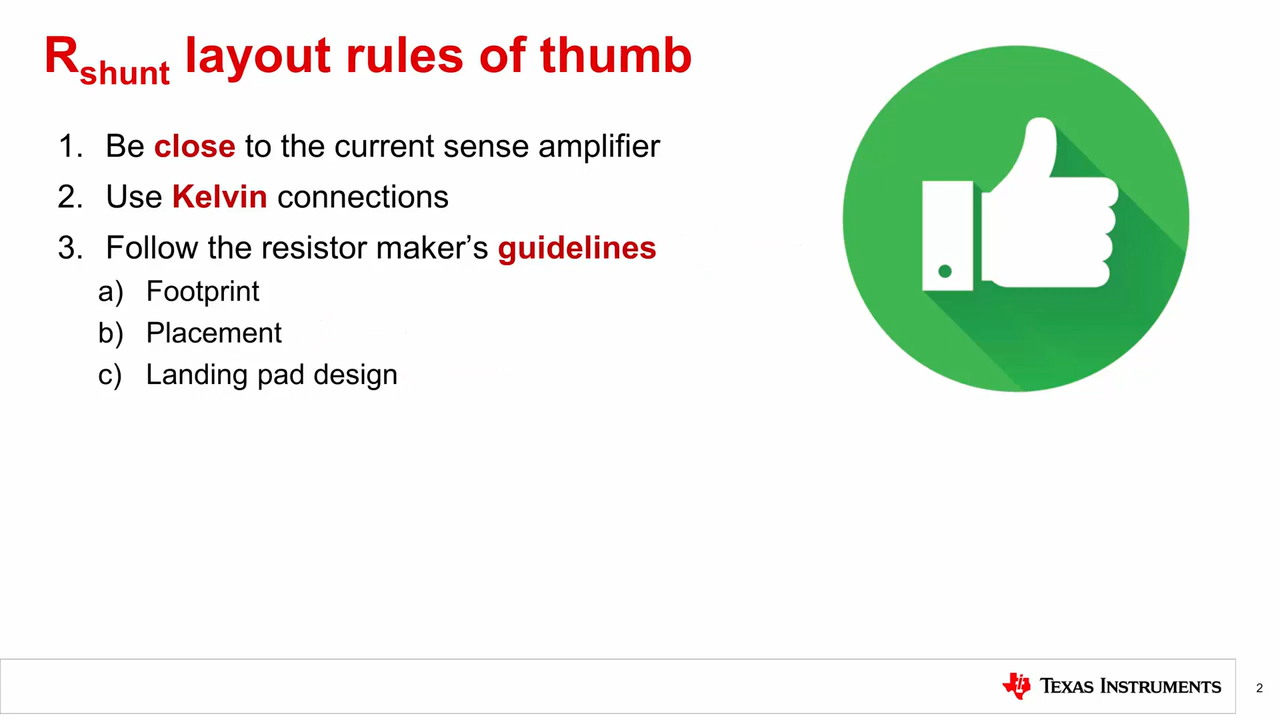 Rshunt layout rules of thumb
1. Be close to the current sense amplifier
2. Use Kelvin connections
3. Follow the resistor maker’s guidelines
a) Footprint
b) Placement
c) Landing pad design
TEXAS INSTRUMENTS
2